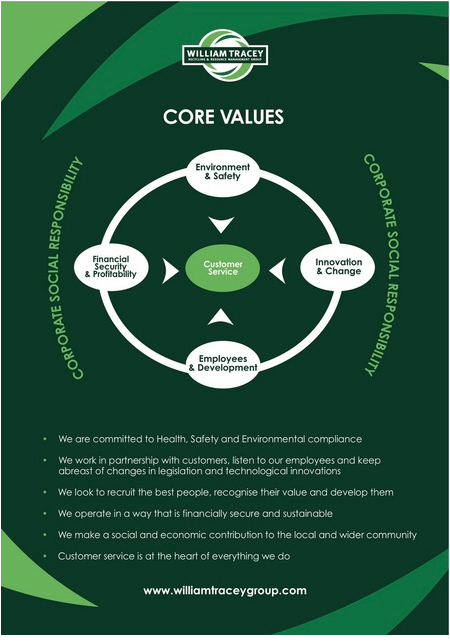 WILLIAM TRACEY
RECYCLING & RESOURCE MANAGEMENT GROUP
CORE VALUES
CORPORATE SOCIAL RESPONSIBILITY
CORPORATE SOCIAL RESPONSIBILITY
Environment
& Safety
Financial
Security
& Profitability
Customer
Service
Innovation
& Change
Employees
& Development
• We are committed to Health, Safety and Environmental compliance
• We work in partnership with customers, listen to our employees and keep
abreast of changes in legislation and technological innovations
• We look to recruit the best people, recognise their value and develop them
• We operate in a way that is financially secure and sustainable
• We make a social and economic contribution to the local and wider community
• Customer service is at the heart of everything we do
www.williamtraceygroup.com